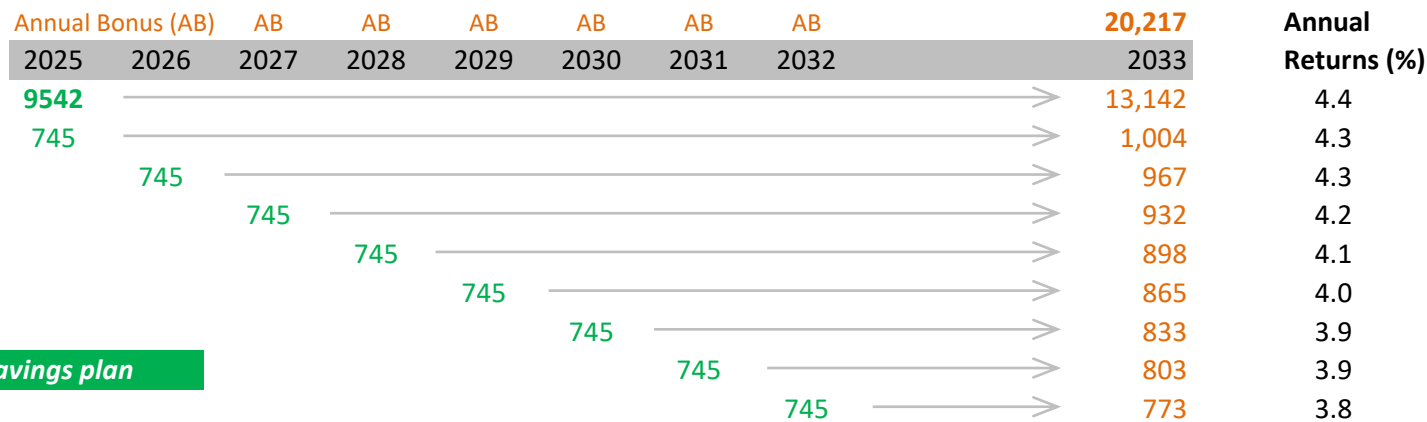 Annual Bonus (AB) AB AB AB AB AB AB 20,217 Annual
2025 2026 2027 2028 2029 2030 2031 2032 2033 Returns (%)
9542 13,142 4.4
745 1,004 4.3
745 967 4.3
745 932 4.2
745 898 4.1
745 865 4.0
745 833 3.9
avings plan 745 803 3.9
745 773 3.8